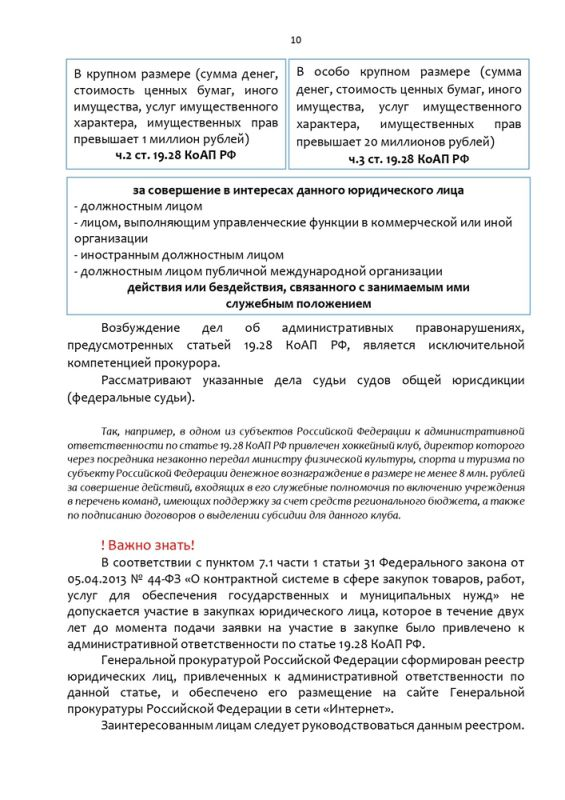 10
В крупном размере (сумма денег,
стоимость ценных бумаг, иного
имущества, услуг имущественного
характера, имущественных прав
превышает 1 миллион рублей)
ч.2 ст. 19.28 КоАП РФ
В особо крупном размере (сумма
денег, стоимость ценных бумаг, иного
имущества, услуг имущественного
характера, имущественных прав
превышает 20 миллионов рублей)
ч.3 ст. 19.28 КоАП РФ
за совершение в интересах данного юридического лица
- должностным лицом
- лицом, выполняющим управленческие функции в коммерческой или иной
организации
- иностранным должностным лицом
- должностным лицом публичной международной организации
действия или бездействия, связанного с занимаемым ими
служебным положением
Возбуждение дел об административных правонарушениях,
предусмотренных статьей 19.28 КоАП РФ, является исключительной
компетенцией прокурора.
Рассматривают указанные дела судьи судов общей юрисдикции
(федеральные судьи).
Так, например, в одном из субъектов Российской Федерации к административной
ответственности по статье 19.28 КоАП РФ привлечен хоккейный клуб, директор которого
через посредника незаконно передал министру физической культуры, спорта и туризма по
субъекту Российской Федерации денежное вознаграждение в размере не менее 8 млн. рублей
за совершение действий, входящих в его служебные полномочия по включению учреждения
в перечень команд, имеющих поддержку за счет средств регионального бюджета, а также
по подписанию договоров о выделении субсидии для данного клуба.
! Важно знать!
В соответствии с пунктом 7.1 части 1 статьи 31 Федерального закона от
05.04.2013 № 44-ФЗ «О контрактной системе в сфере закупок товаров, работ,
услуг для обеспечения государственных и муниципальных нужд» не
допускается участие в закупках юридического лица, которое в течение двух
лет до момента подачи заявки на участие в закупке было привлечено к
административной ответственности по статье 19.28 КоАП РФ.
Генеральной прокуратурой Российской Федерации сформирован реестр
юридических лиц, привлеченных к административной ответственности по
данной статье, и обеспечено его размещение на сайте Генеральной
прокуратуры Российской Федерации в сети «Интернет».
Заинтересованным лицам следует руководствоваться данным реестром.